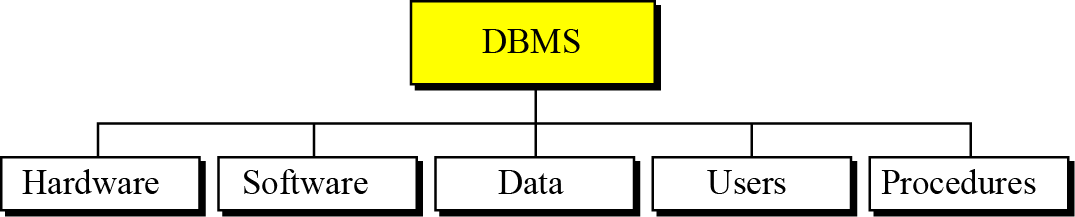 DBMS
Hardware
Software
Data
Users
Procedures